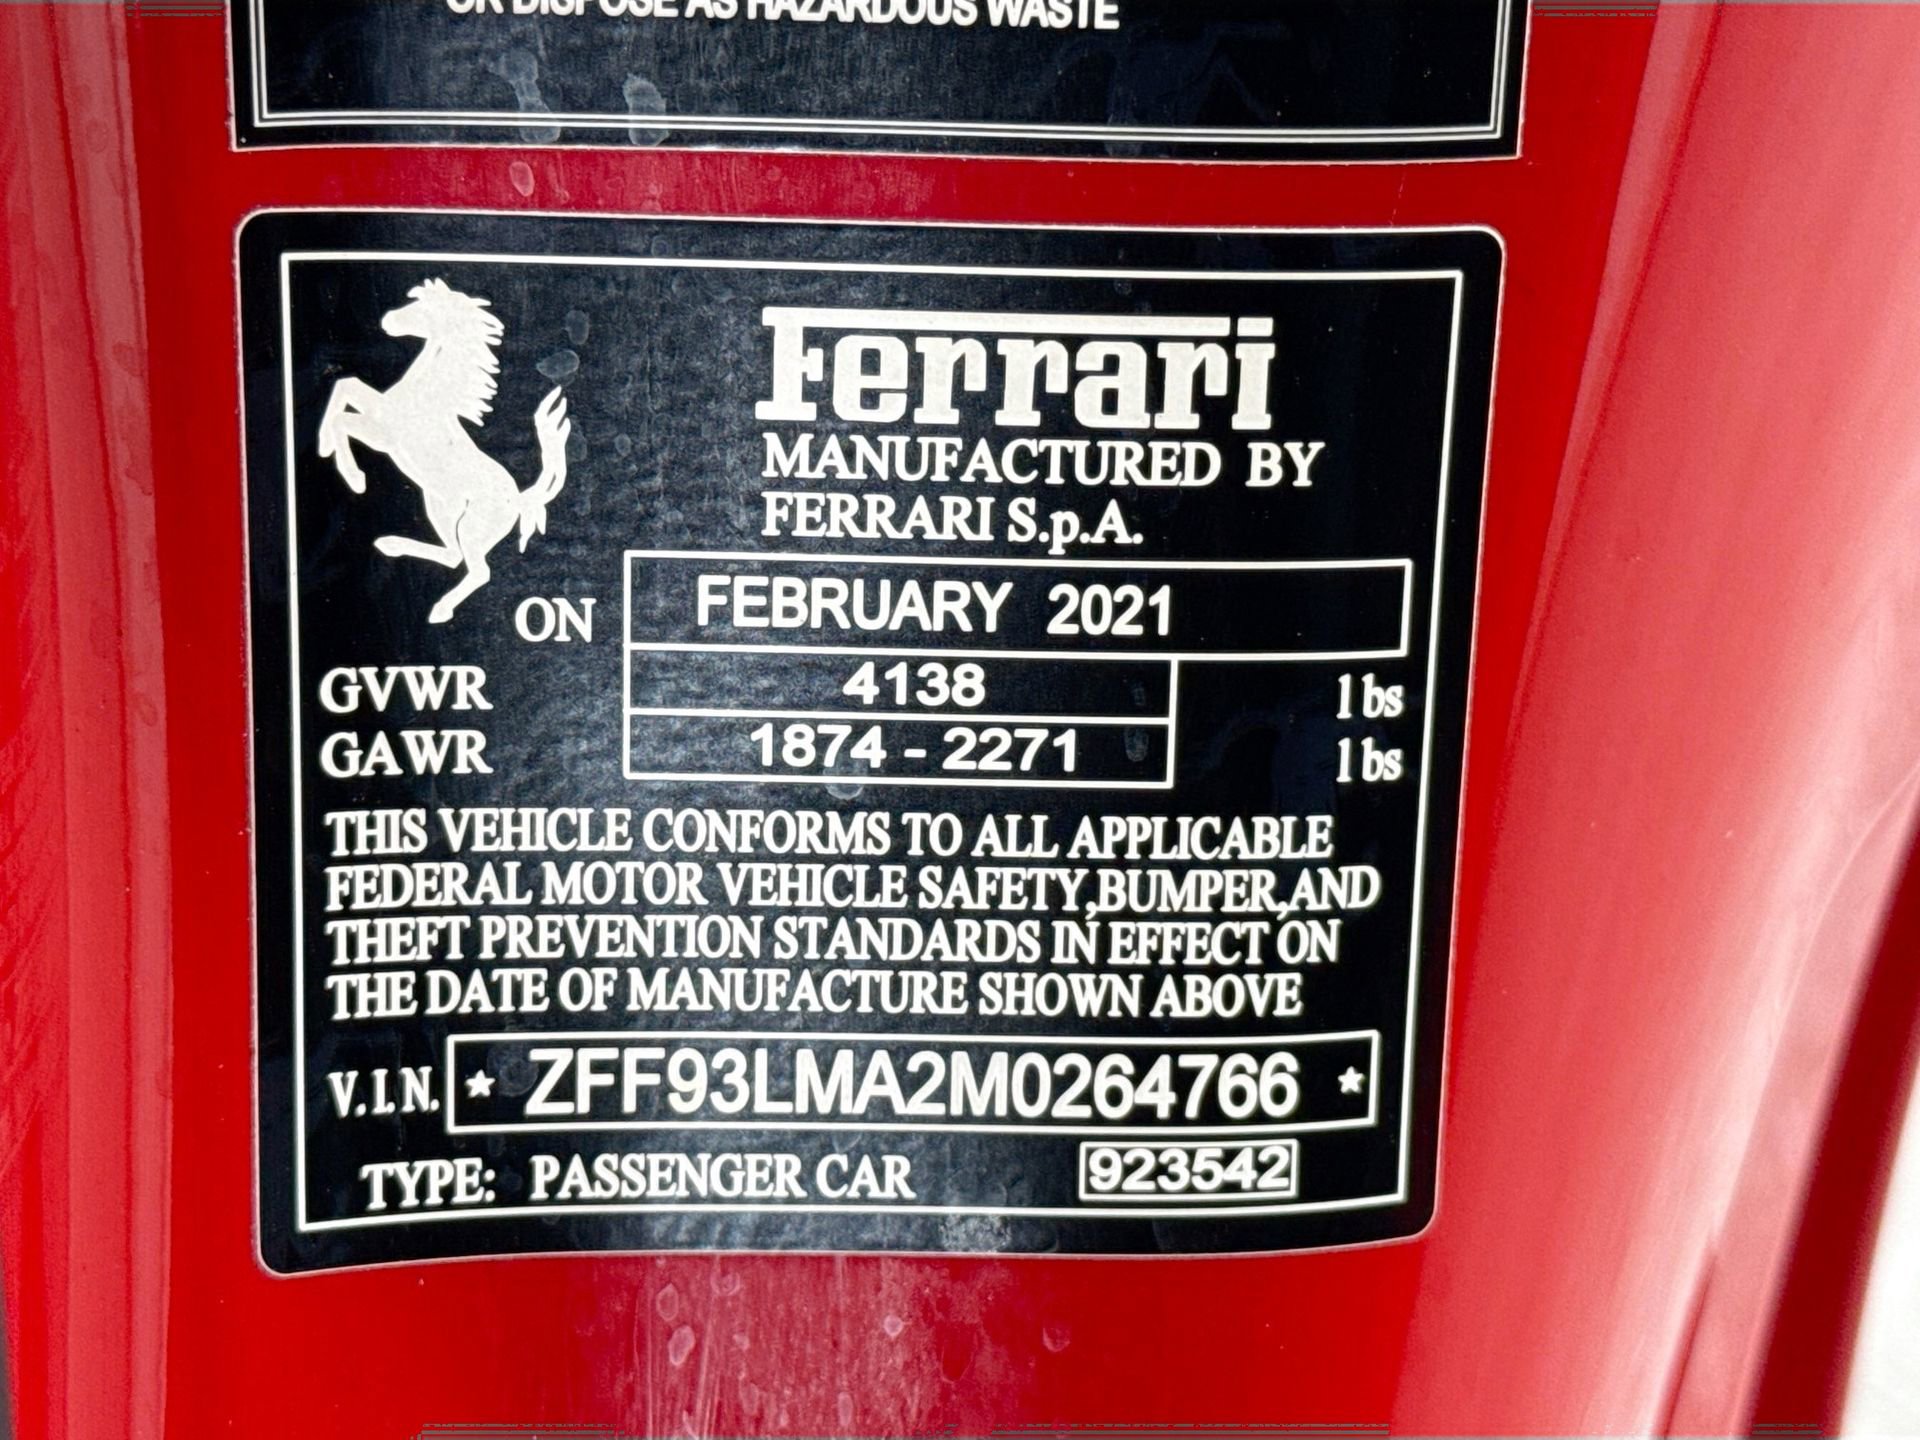 OR DISPOSE AS HAZARDOUS WASTE
Ferrari
MANUFACTURED BY
FERRARI S.p.A.
ON FEBRUARY 2021
GVWR 4138 lbs
GAWR 1874 - 2271 lbs
THIS VEHICLE CONFORMS TO ALL APPLICABLE
FEDERAL MOTOR VEHICLE SAFETY,BUMPER,AND
THEFT PREVENTION STANDARDS IN EFFECT ON
THE DATE OF MANUFACTURE SHOWN ABOVE
V.I.N. * ZFF93LMA2M0264766 *
TYPE: PASSENGER CAR 923542